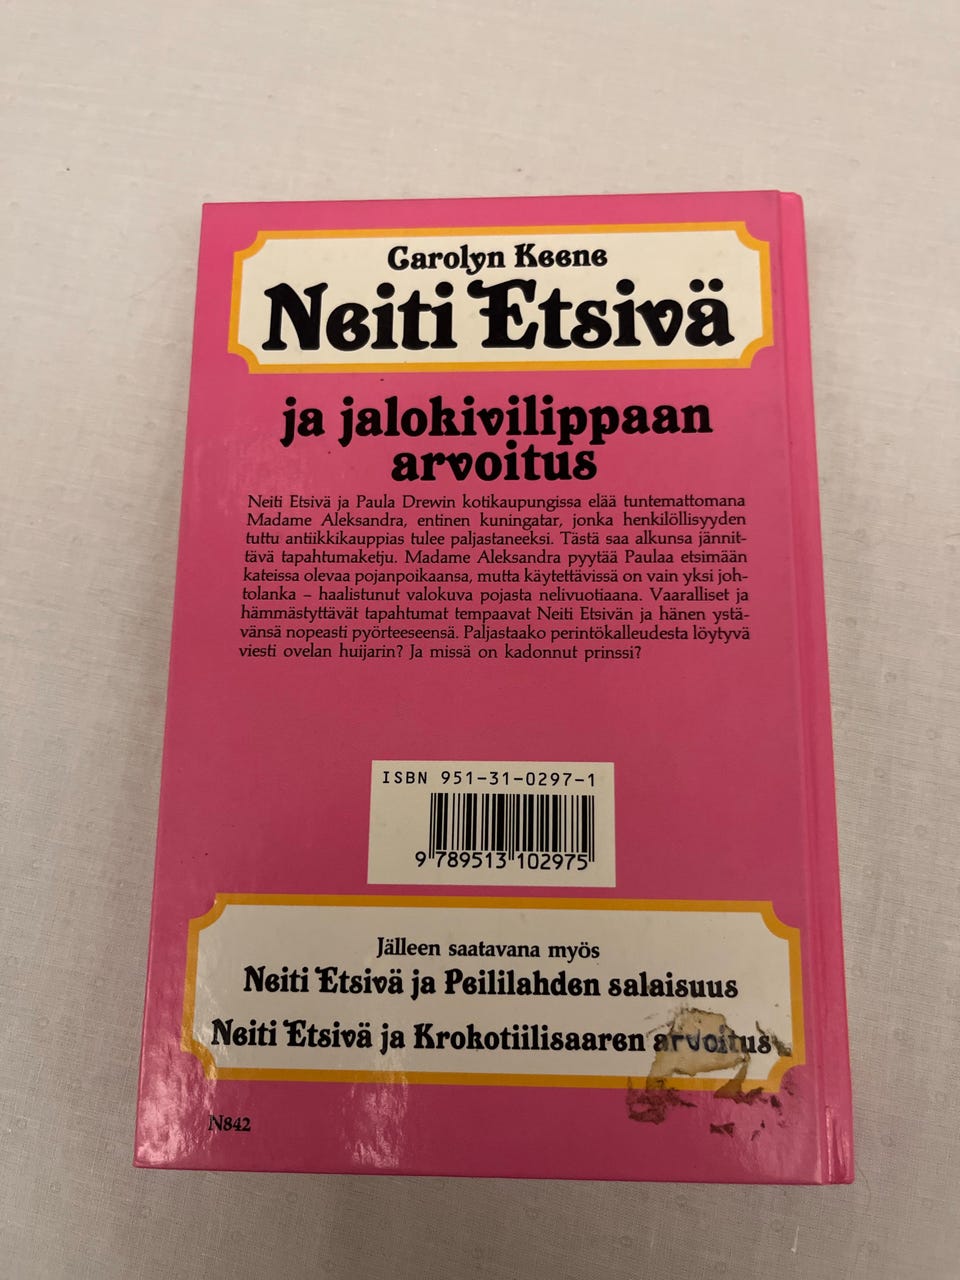 Carolyn Keene
Neiti Etsivä
ja jalokivilippaan
arvoitus
Neiti Etsivä ja Paula Drewin kotikaupungissa elää tuntemattomana
Madame Aleksandra, entinen kuningatar, jonka henkilöllisyyden
tuttu antiikkikauppias tulee paljastaneeksi. Tästä saa alkunsa jännit-
tävä tapahtumaketju. Madame Aleksandra pyytää Paulaa etsimään
kateissa olevaa pojanpoikaansa, mutta käytettävissä on vain yksi joh-
tolanka – haalistunut valokuva pojasta nelivuotiaana. Vaaralliset ja
hämmästyttävät tapahtumat tempaavat Neiti Etsivän ja hänen ystä-
vänsä nopeasti pyörteeseensä. Paljastaako perintökalleudesta löytyvä
viesti ovelan huijarin? Ja missä on kadonnut prinssi?
ISBN 951-31-0297-1
9 789513 102975
Jälleen saatavana myös
Neiti Etsivä ja Peililahden salaisuus
Neiti Etsivä ja Krokotiilisaaren arvoitus
N842